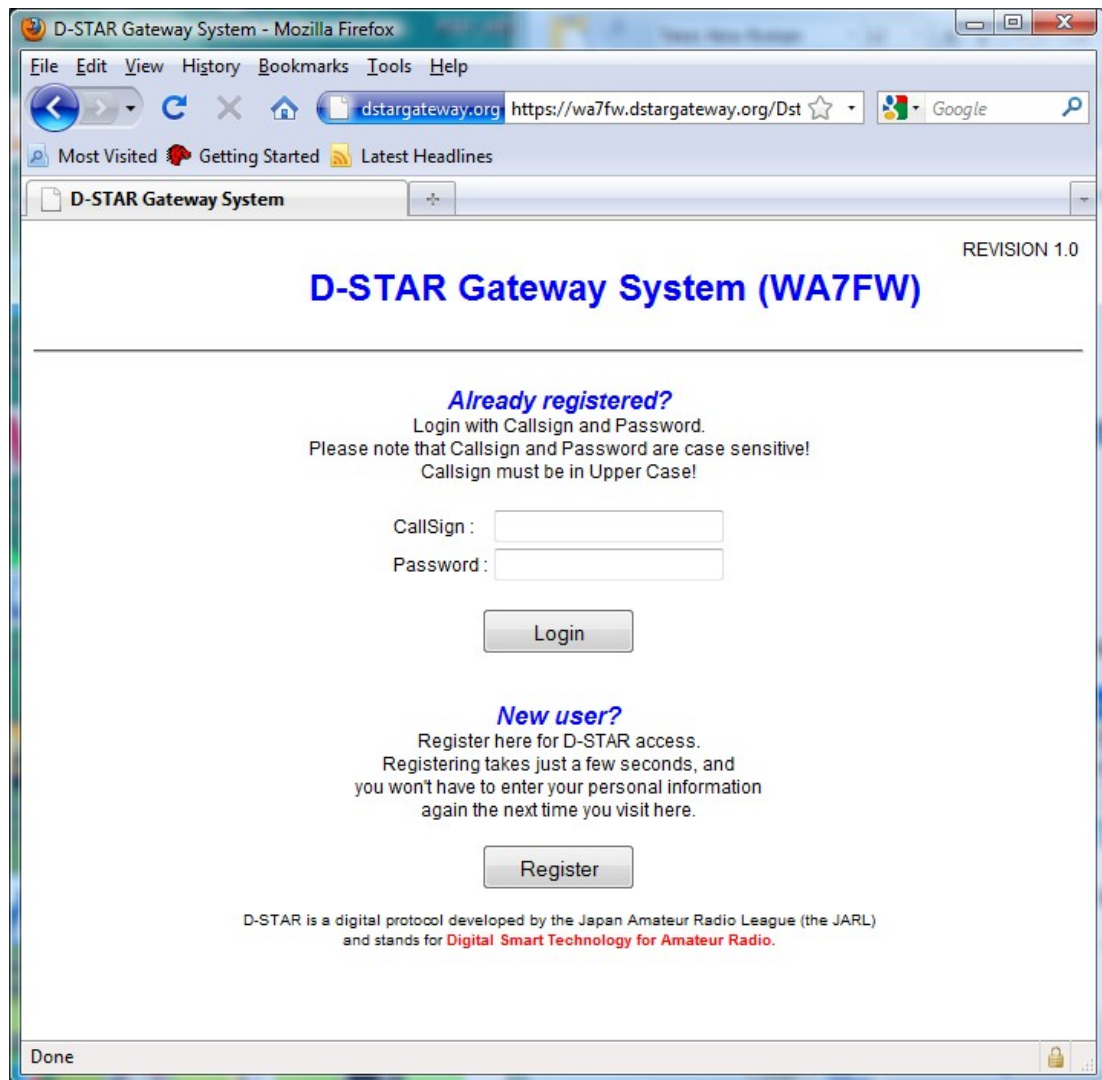 D-STAR Gateway System - Mozilla Firefox
File Edit View History Bookmarks Tools Help
dstargateway.org https://wa7fw.dstargateway.org/Dst Google
Most Visited Getting Started Latest Headlines
D-STAR Gateway System
REVISION 1.0
D-STAR Gateway System (WA7FW)
Already registered?
Login with Callsign and Password.
Please note that Callsign and Password are case sensitive!
Callsign must be in Upper Case!
CallSign :
Password :
Login
New user?
Register here for D-STAR access.
Registering takes just a few seconds, and
you won't have to enter your personal information
again the next time you visit here.
Register
D-STAR is a digital protocol developed by the Japan Amateur Radio League (the JARL)
and stands for Digital Smart Technology for Amateur Radio.
Done